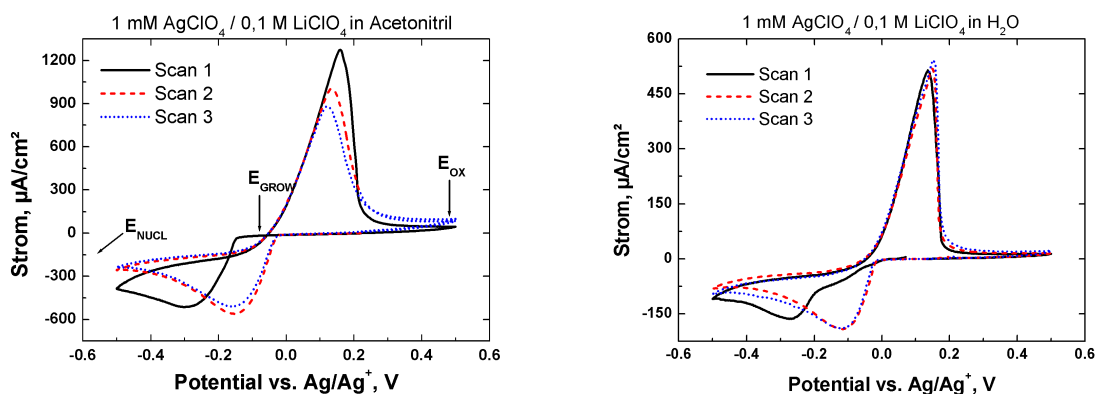 1 mM AgClO₄ / 0,1 M LiClO₄ in Acetonitril
Strom, µA/cm²
1200
900
600
300
0
-300
-600
Scan 1
Scan 2
Scan 3
E_NUCL
E_GROW
E_OX
-0.6 -0.4 -0.2 0.0 0.2 0.4 0.6
Potential vs. Ag/Ag⁺, V
1 mM AgClO₄ / 0,1 M LiClO₄ in H₂O
Strom, µA/cm²
600
450
300
150
0
-150
Scan 1
Scan 2
Scan 3
-0.6 -0.4 -0.2 0.0 0.2 0.4 0.6
Potential vs. Ag/Ag⁺, V